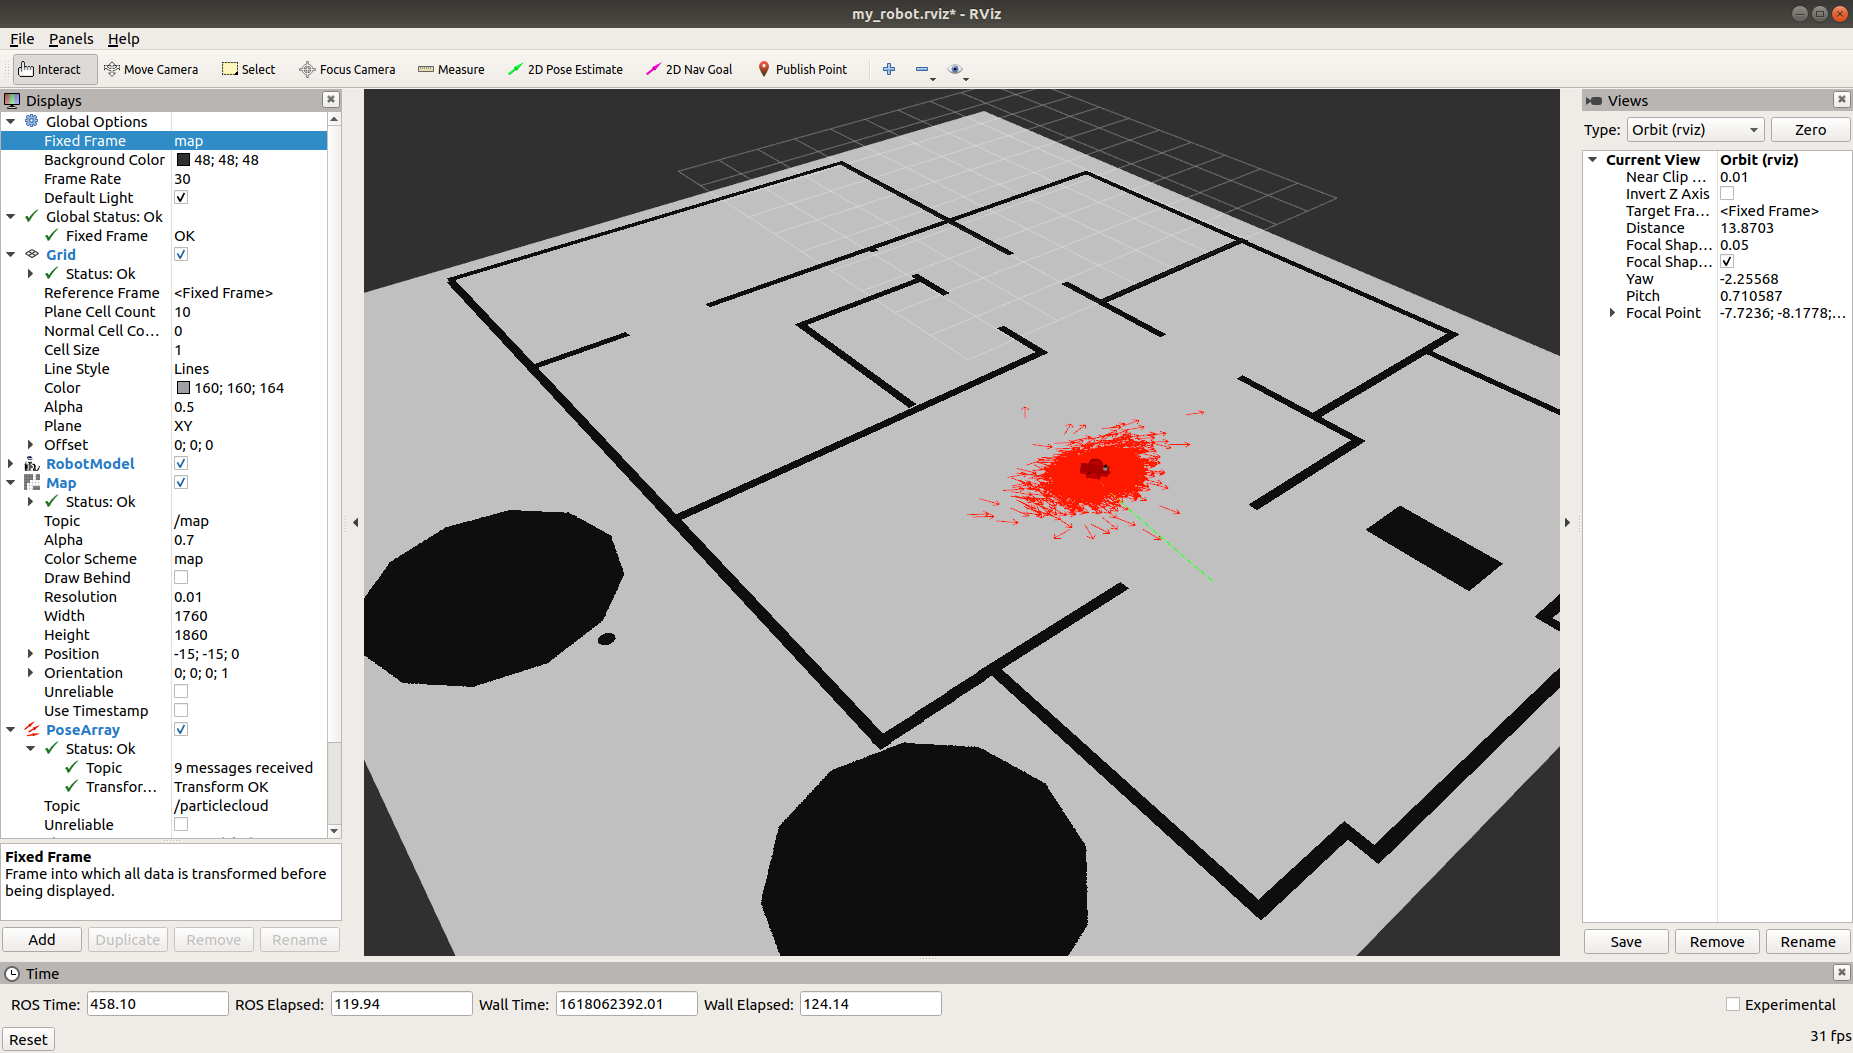 my_robot.rviz* - RViz
File Panels Help
Interact Move Camera Select Focus Camera Measure 2D Pose Estimate 2D Nav Goal Publish Point
Displays
Global Options
Fixed Frame map
Background Color 48; 48; 48
Frame Rate 30
Default Light
Global Status: Ok
Fixed Frame OK
Grid
Status: Ok
Reference Frame <Fixed Frame>
Plane Cell Count 10
Normal Cell Co... 0
Cell Size 1
Line Style Lines
Color 160; 160; 164
Alpha 0.5
Plane XY
Offset 0; 0; 0
RobotModel
Map
Status: Ok
Topic /map
Alpha 0.7
Color Scheme map
Draw Behind
Resolution 0.01
Width 1760
Height 1860
Position -15; -15; 0
Orientation 0; 0; 0; 1
Unreliable
Use Timestamp
PoseArray
Status: Ok
Topic 9 messages received
Transfor... Transform OK
Topic /particlecloud
Unreliable
Fixed Frame
Frame into which all data is transformed before
being displayed.
Add Duplicate Remove Rename
Views
Type: Orbit (rviz) Zero
Current View Orbit (rviz)
Near Clip ... 0.01
Invert Z Axis
Target Fra... <Fixed Frame>
Distance 13.8703
Focal Shap... 0.05
Focal Shap...
Yaw -2.25568
Pitch 0.710587
Focal Point -7.7236; -8.1778;...
Save Remove Rename
Time
ROS Time: 458.10 ROS Elapsed: 119.94 Wall Time: 1618062392.01 Wall Elapsed: 124.14 Experimental
Reset 31 fps